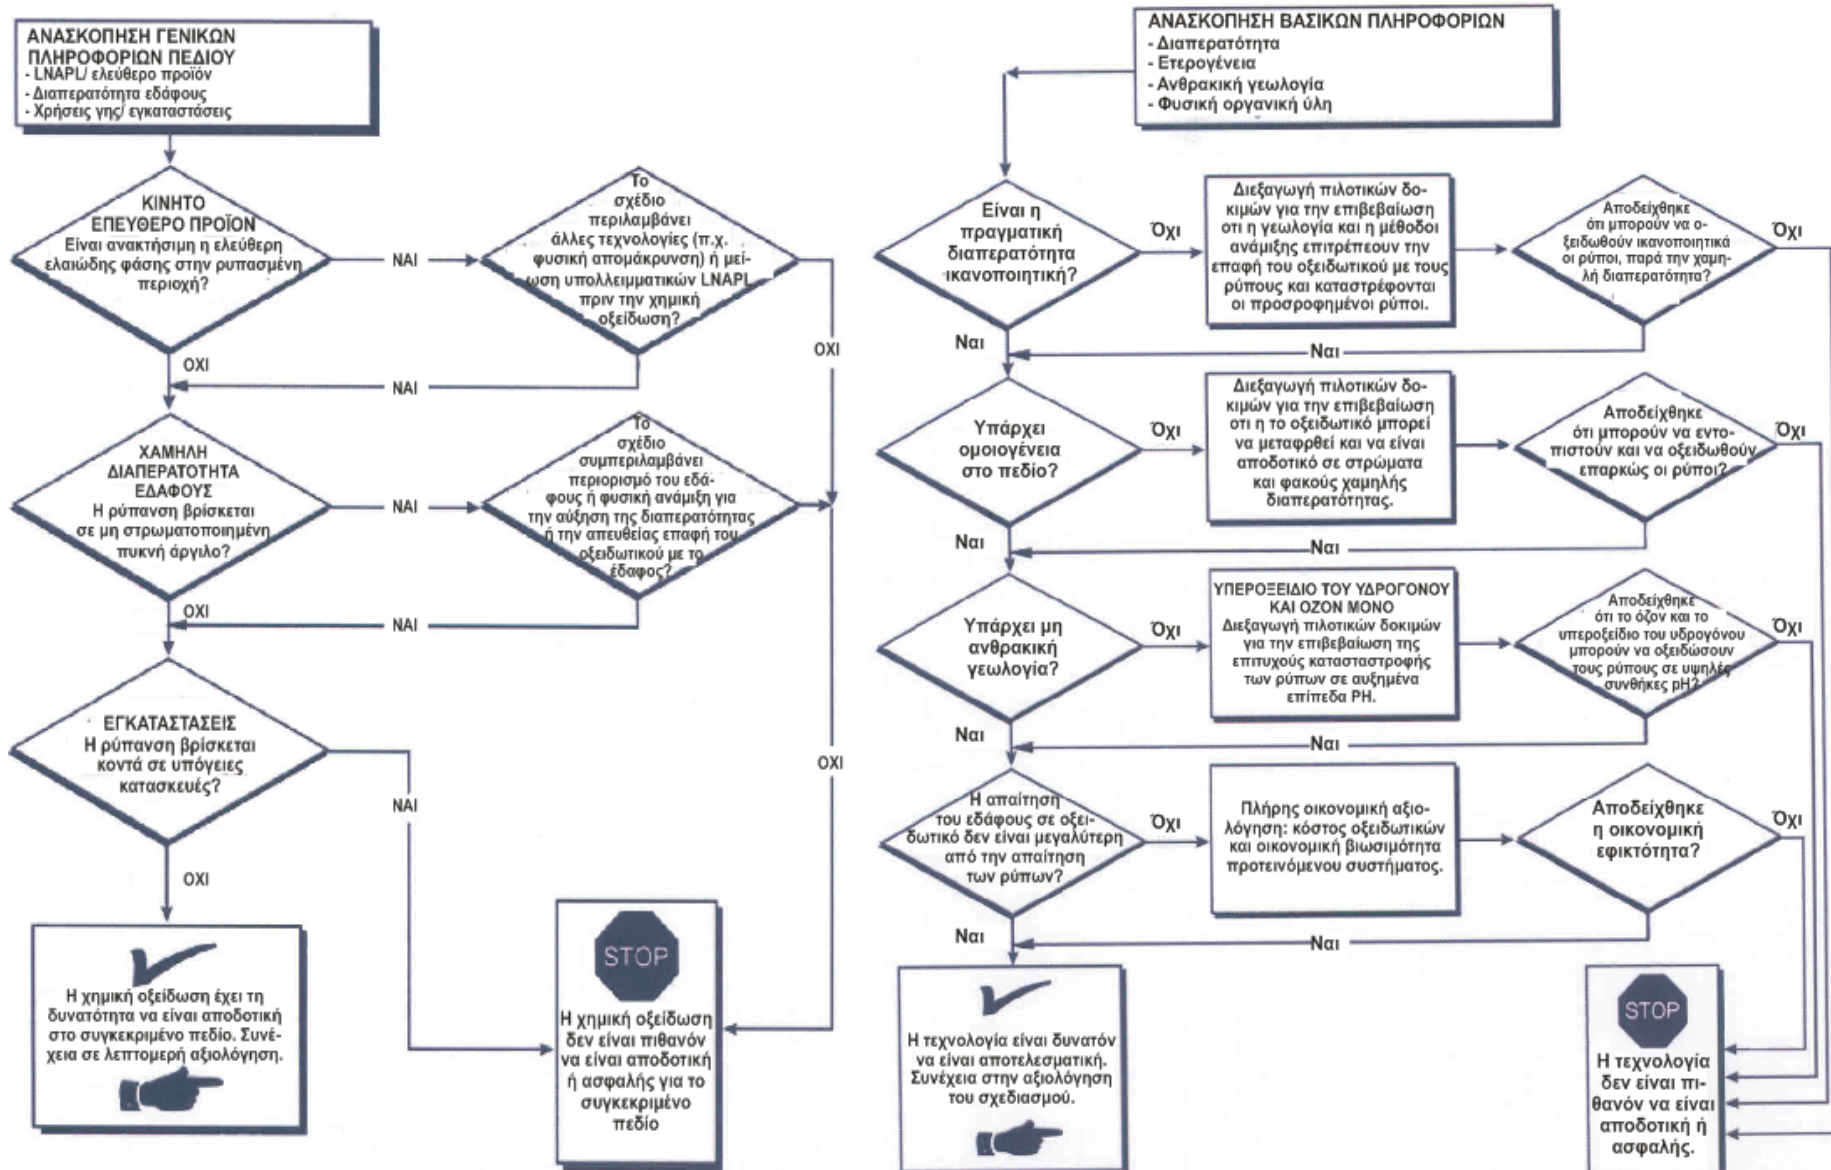 ΑΝΑΣΚΟΠΗΣΗ ΓΕΝΙΚΩΝ
ΠΛΗΡΟΦΟΡΙΩΝ ΠΕΔΙΟΥ
- LNAPL/ ελεύθερο προϊόν
- Διαπερατότητα εδάφους
- Χρήσεις γης/ εγκαταστάσεις
ΚΙΝΗΤΟ
ΕΠΕΥΘΕΡΟ ΠΡΟΪΟΝ
Είναι ανακτήσιμη η ελεύθερη
ελαιώδης φάσης στην ρυπασμένη
περιοχή?
ΝΑΙ
Το
σχέδιο
περιλαμβάνει
άλλες τεχνολογίες (π.χ.
φυσική απομάκρυνση) ή μεί-
ωση υπολλειμματικών LNAPL
πριν την χημική
οξείδωση?
ΟΧΙ
ΟΧΙ
ΝΑΙ
ΧΑΜΗΛΗ
ΔΙΑΠΕΡΑΤΟΤΗΤΑ
ΕΔΑΦΟΥΣ
Η ρύπανση βρίσκεται
σε μη στρωματοποιημένη
πυκνή άργιλο?
ΝΑΙ
Το
σχέδιο
συμπεριλαμβάνει
περιορισμό του εδά-
φους ή φυσική ανάμιξη για
την αύξηση της διαπερατότητας
ή την απευθείας επαφή του
οξειδωτικού με το
έδαφος?
ΟΧΙ
ΝΑΙ
ΕΓΚΑΤΑΣΤΑΣΕΙΣ
Η ρύπανση βρίσκεται
κοντά σε υπόγειες
κατασκευές?
ΝΑΙ
ΟΧΙ
ΟΧΙ
Η χημική οξείδωση έχει τη
δυνατότητα να είναι αποδοτική
στο συγκεκριμένο πεδίο. Συνέ-
χεια σε λεπτομερή αξιολόγηση.
STOP
Η χημική οξείδωση
δεν είναι πιθανόν
να είναι αποδοτική
ή ασφαλής για το
συγκεκριμένο
πεδίο
ΑΝΑΣΚΟΠΗΣΗ ΒΑΣΙΚΩΝ ΠΛΗΡΟΦΟΡΙΩΝ
- Διαπερατότητα
- Ετερογένεια
- Ανθρακική γεωλογία
- Φυσική οργανική ύλη
Είναι η
πραγματική
διαπερατότητα
ικανοποιητική?
Όχι
Διεξαγωγή πιλοτικών δο-
κιμών για την επιβεβαίωση
οτι η γεωλογία και η μέθοδοι
ανάμιξης επιτρέπεουν την
επαφή του οξειδωτικού με τους
ρύπους και καταστρέφονται
οι προσροφημένοι ρύποι.
Αποδείχθηκε
ότι μπορούν να ο-
ξειδωθούν ικανοποιητικά
οι ρύποι, παρά την χαμη-
λή διαπερατότητα?
Όχι
Ναι
Ναι
Υπάρχει
ομοιογένεια
στο πεδίο?
Όχι
Διεξαγωγή πιλοτικών δο-
κιμών για την επιβεβαίωση
οτι η το οξειδωτικό μπορεί
να μεταφρθεί και να είναι
αποδοτικό σε στρώματα
και φακούς χαμηλής
διαπερατότητας.
Αποδείχθηκε
ότι μπορούν να εντο-
πιστούν και να οξειδωθούν
επαρκώς οι ρύποι?
Όχι
Ναι
Ναι
Υπάρχει μη
ανθρακική
γεωλογία?
Όχι
ΥΠΕΡΟΞΕΙΔΙΟ ΤΟΥ ΥΔΡΟΓΟΝΟΥ
ΚΑΙ ΟΖΟΝ ΜΟΝΟ
Διεξαγωγή πιλοτικών δοκιμών
για την επιβεβαίωση της
επιτυχούς κατασταστροφής
των ρύπων σε αυξημένα
επίπεδα PH.
Αποδείχθηκε
ότι το όζον και το
υπεροξείδιο του υδρογόνου
μπορούν να οξειδώσουν
τους ρύπους σε υψηλές
συνθήκες pH?
Όχι
Ναι
Ναι
Η απαίτηση
του εδάφους σε οξει-
δωτικό δεν είναι μεγαλύτερη
από την απαίτηση
των ρύπων?
Όχι
Πλήρης οικονομική αξιο-
λόγηση: κόστος οξειδωτικών
και οικονομική βιωσιμότητα
προτεινόμενου συστήματος.
Αποδείχθηκε
η οικονομική
εφικτότητα?
Όχι
Ναι
Ναι
Η τεχνολογία είναι δυνατόν
να είναι αποτελεσματική.
Συνέχεια στην αξιολόγηση
του σχεδιασμού.
STOP
Η τεχνολογία
δεν είναι πι-
θανόν να είναι
αποδοτική ή
ασφαλής.